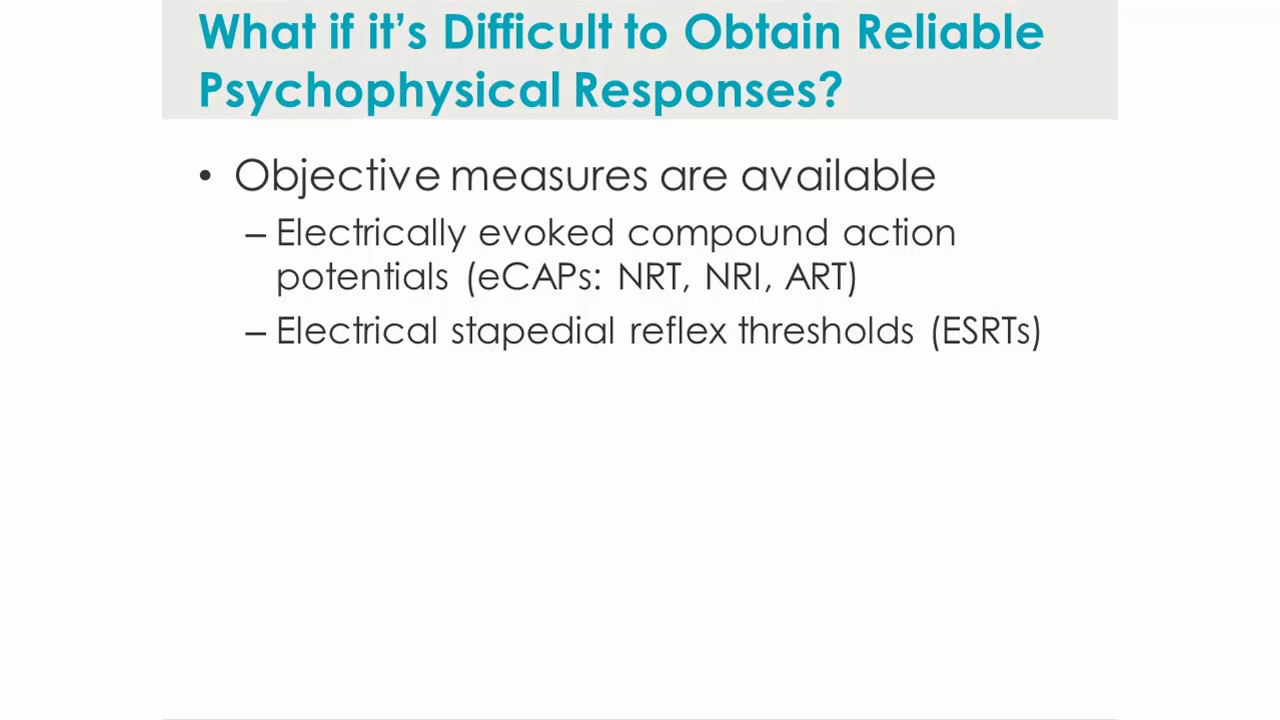 What if it’s Difficult to Obtain Reliable
Psychophysical Responses?
• Objective measures are available
– Electrically evoked compound action
potentials (eCAPs: NRT, NRI, ART)
– Electrical stapedial reflex thresholds (ESRTs)